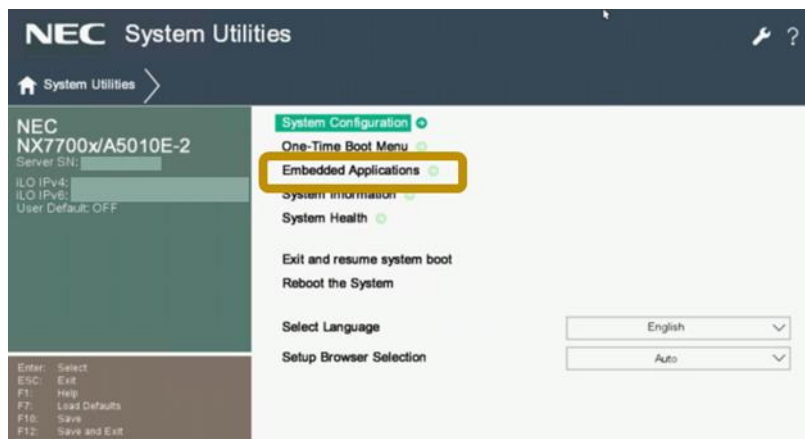 NEC System Utilities
?
System Utilities
NEC
NX7700x/A5010E-2
Server SN:
iLO IPv4:
iLO IPv6:
User Default: OFF
System Configuration
One-Time Boot Menu
Embedded Applications
System Information
System Health
Exit and resume system boot
Reboot the System
Select Language English
Setup Browser Selection Auto
Enter: Select
ESC: Exit
F1: Help
F7: Load Defaults
F10: Save
F12: Save and Exit